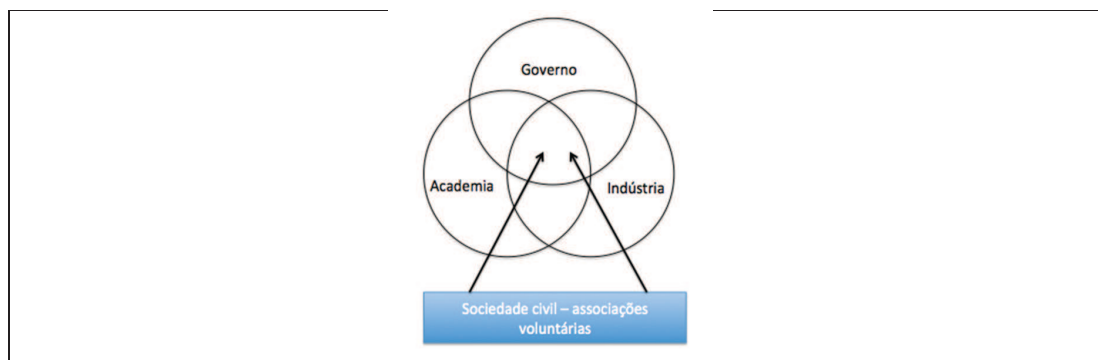 Governo
Academia
Indústria
Sociedade civil – associações
voluntárias